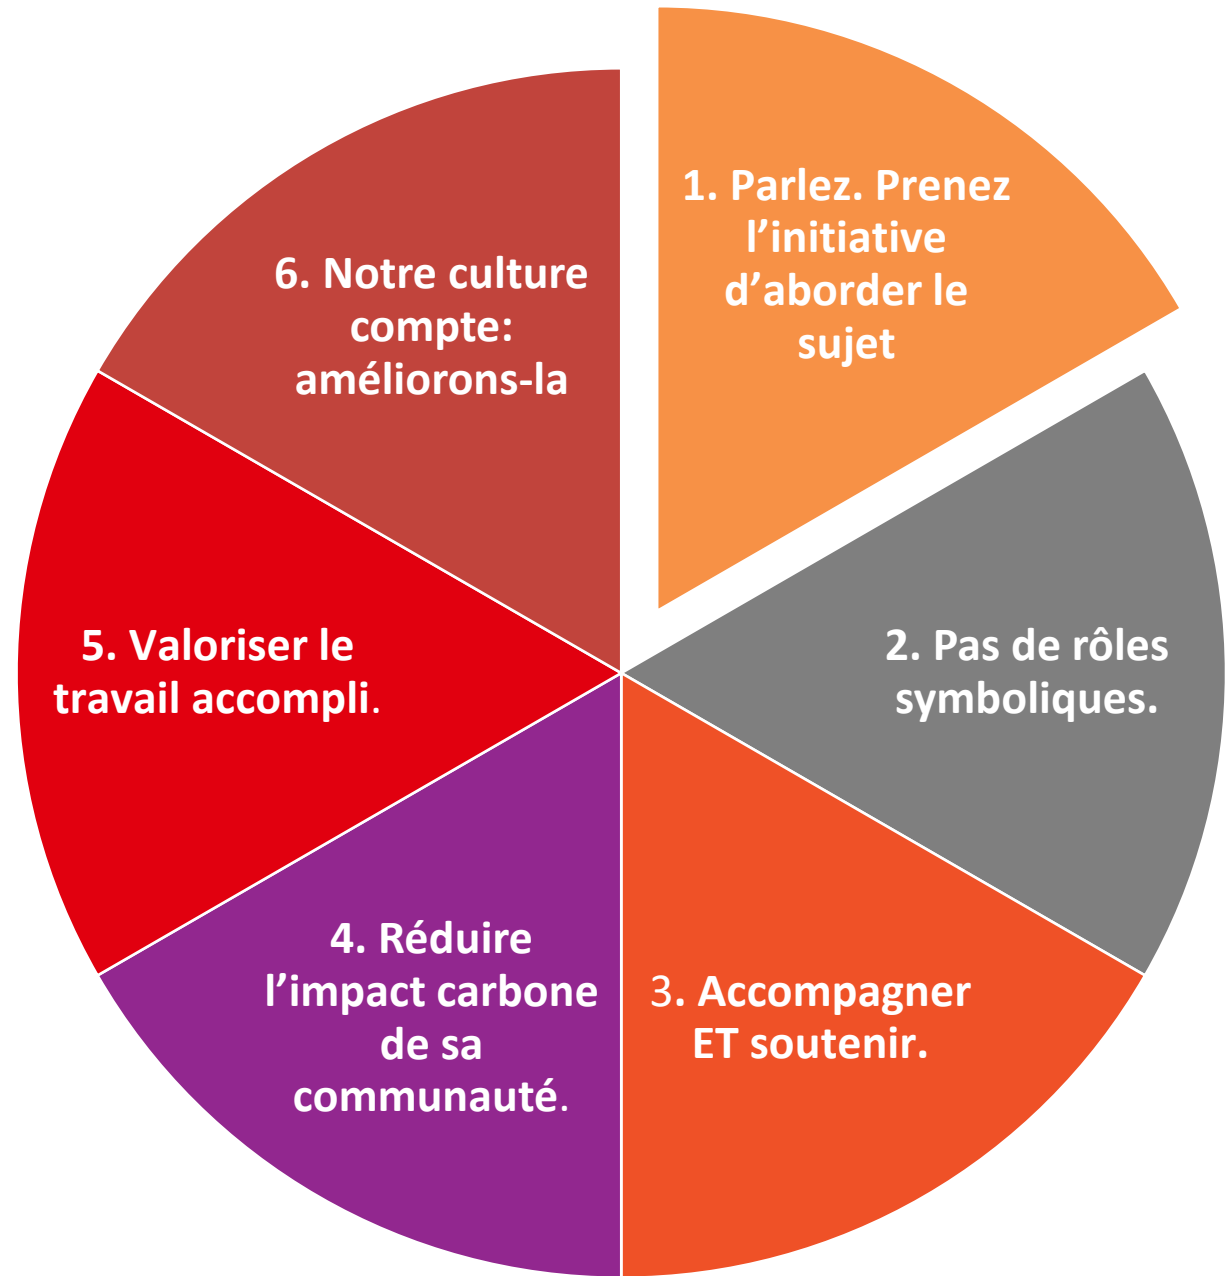 1. Parlez. Prenez
l’initiative
d’aborder le
sujet
2. Pas de rôles
symboliques.
3. Accompagner
ET soutenir.
4. Réduire
l’impact carbone
de sa
communauté.
5. Valoriser le
travail accompli.
6. Notre culture
compte:
améliorons-la